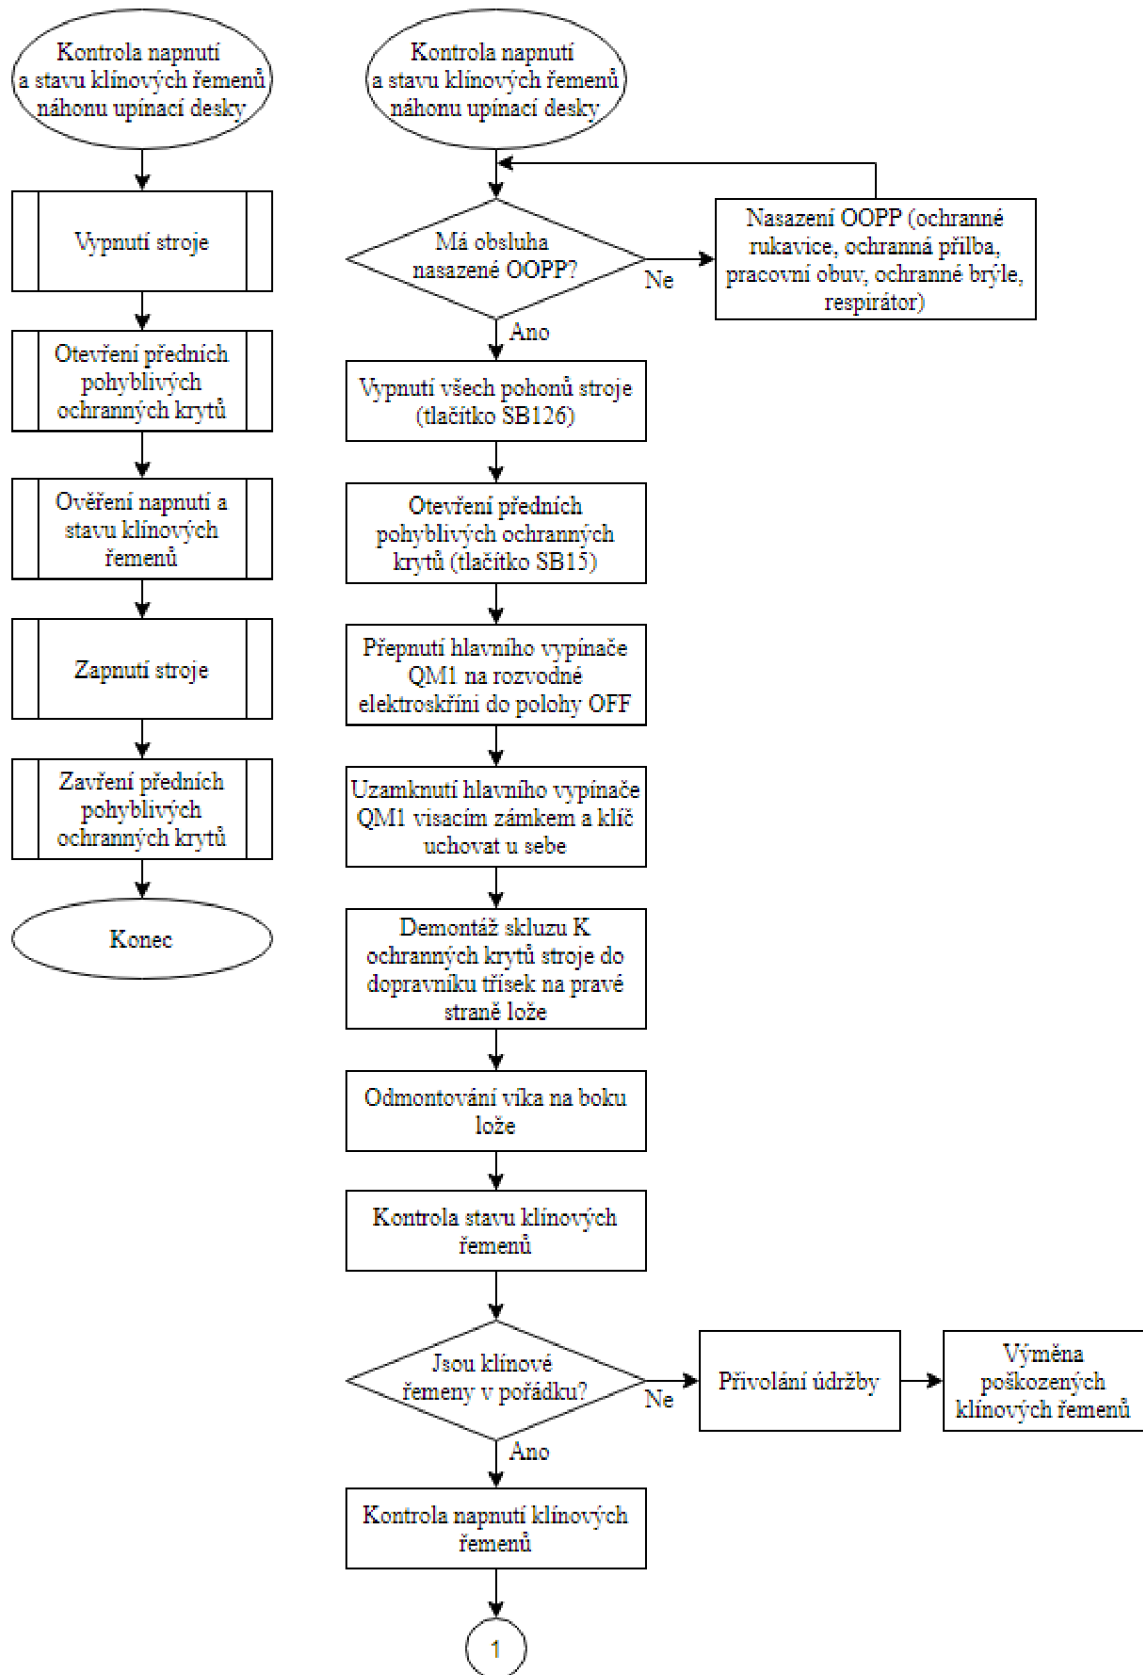 Kontrola napnutí
a stavu klínových řemenů
náhonu upínací desky
Vypnutí stroje
Otevření předních
pohyblivých
ochranných krytů
Ověření napnutí a
stavu klínových
řemenů
Zapnutí stroje
Zavření předních
pohyblivých
ochranných krytů
Konec
Kontrola napnutí
a stavu klínových řemenů
náhonu upínací desky
Má obsluha
nasazené OOPP?
Ne
Nasazení OOPP (ochranné
rukavice, ochranná přilba,
pracovní obuv, ochranné brýle,
respirátor)
Ano
Vypnutí všech pohonů stroje
(tlačítko SB126)
Otevření předních
pohyblivých ochranných
krytů (tlačítko SB15)
Přepnutí hlavního vypínače
QM1 na rozvodné
elektroskříni do polohy OFF
Uzamknutí hlavního vypínače
QM1 visacím zámkem a klíč
uchovat u sebe
Demontáž skluzu K
ochranných krytů stroje do
dopravníku třísek na pravé
straně lože
Odmontování víka na boku
lože
Kontrola stavu klínových
řemenů
Jsou klínové
řemeny v pořádku?
Ne
Přivolání údržby
Výměna
poškozených
klínových řemenů
Ano
Kontrola napnutí klínových
řemenů
1